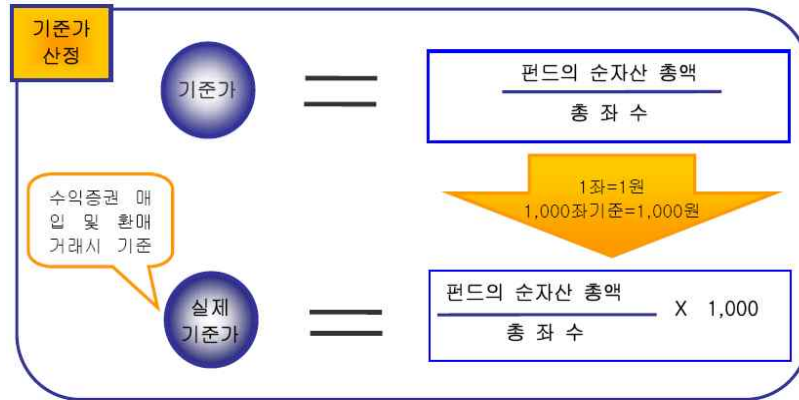 기준가
산정
기준가
펀드의 순자산 총액
총 좌 수
1좌=1원
1,000좌기준=1,000원
수익증권 매
입 및 환매
거래시 기준
실제
기준가
펀드의 순자산 총액
총 좌 수
X 1,000